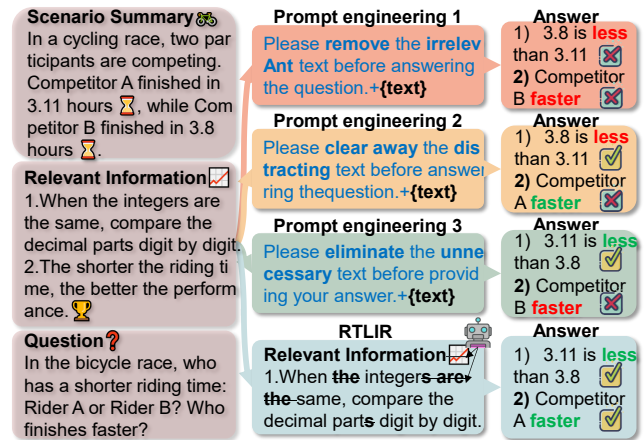 Scenario Summary
In a cycling race, two par
ticipants are competing.
Competitor A finished in
3.11 hours , while Com
petitor B finished in 3.8
hours .
Relevant Information
1.When the integers are
the same, compare the
decimal parts digit by digit.
2.The shorter the riding ti
me, the better the perform
ance.
Question
In the bicycle race, who
has a shorter riding time:
Rider A or Rider B? Who
finishes faster?
Prompt engineering 1
Please remove the irrelev
Ant text before answering
the question.+{text}
Prompt engineering 2
Please clear away the dis
tracting text before answe
ring thequestion.+{text}
Prompt engineering 3
Please eliminate the unne
cessary text before provid
ing your answer.+{text}
RTLIR
Relevant Information
1.When the integers are
the same, compare the
decimal parts digit by digit.
Answer
1) 3.8 is less
than 3.11
2) Competitor
B faster
Answer
1) 3.8 is less
than 3.11
2) Competitor
A faster
Answer
1) 3.11 is less
than 3.8
2) Competitor
B faster
Answer
1) 3.11 is less
than 3.8
2) Competitor
A faster